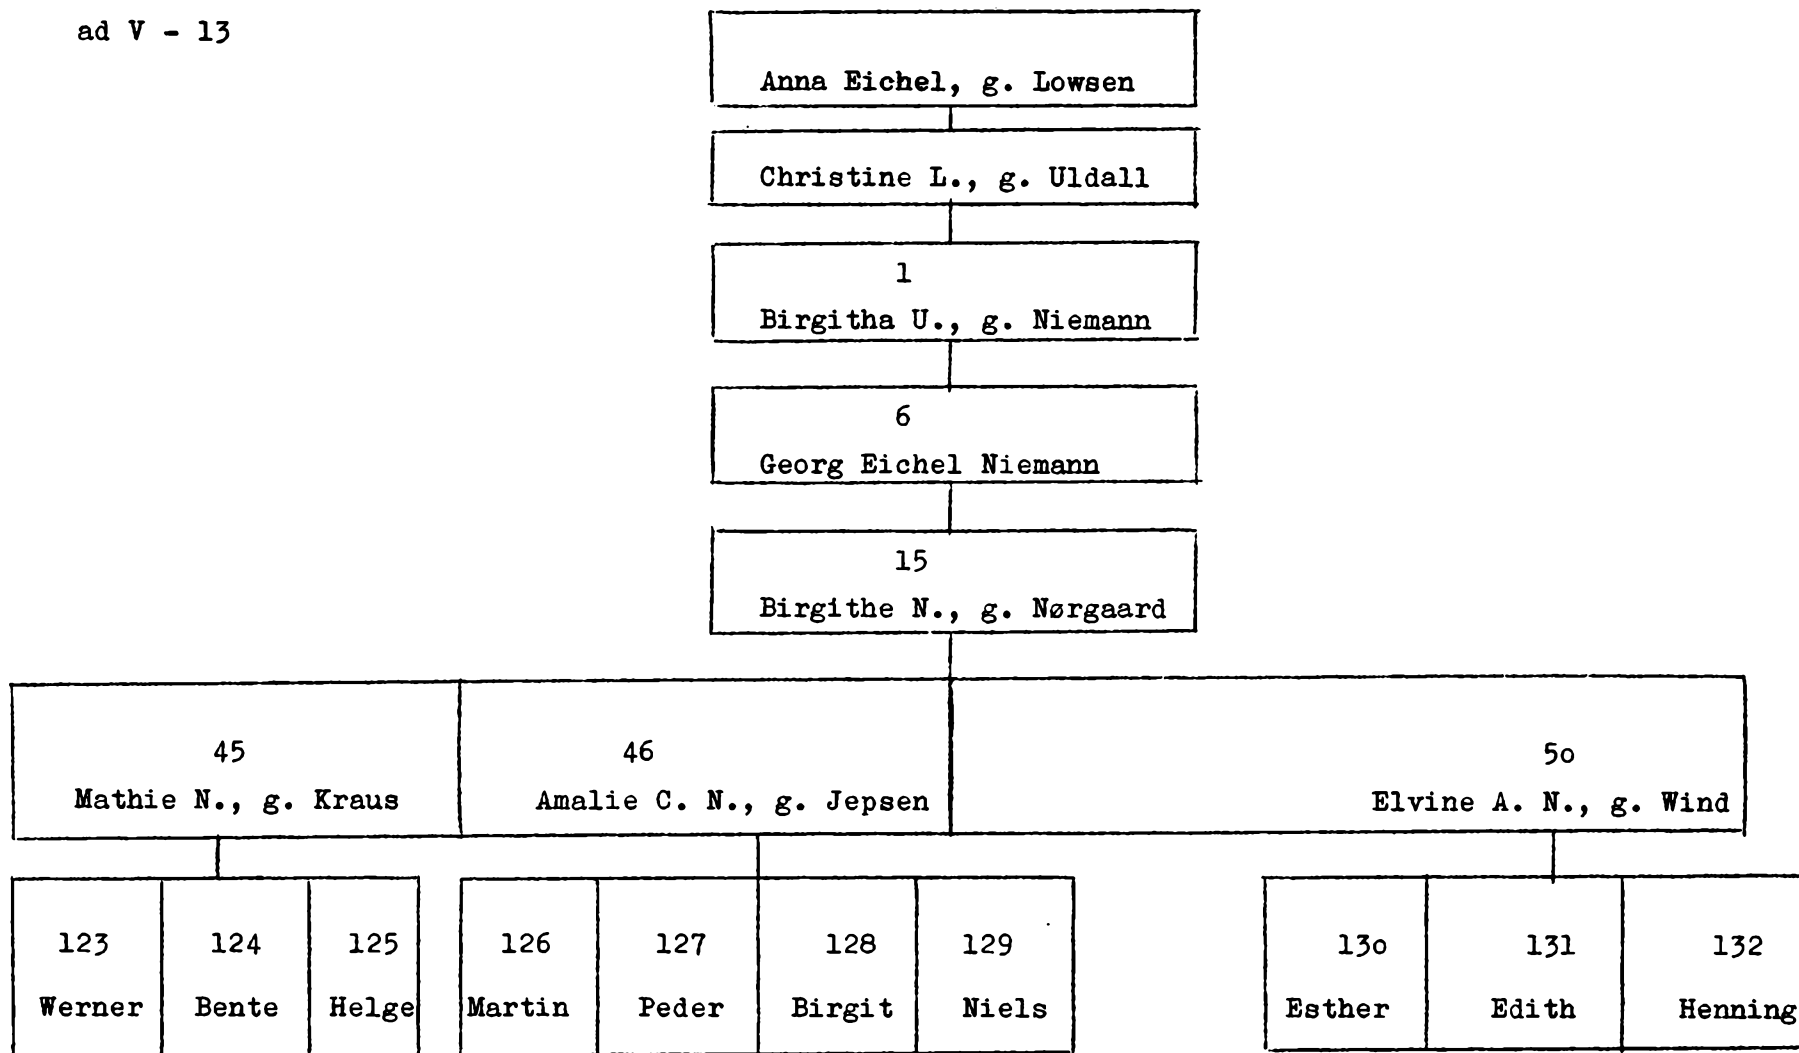 ad V - 13
Anna Eichel, g. Lowsen
Christine L., g. Uldall
1
Birgitha U., g. Niemann
6
Georg Eichel Niemann
15
Birgithe N., g. Nørgaard
45 46 5o
Mathie N., g. Kraus Amalie C. N., g. Jepsen Elvine A. N., g. Wind
123 124 125 126 127 128 129 13o 131 132
Werner Bente Helge Martin Peder Birgit Niels Esther Edith Henning